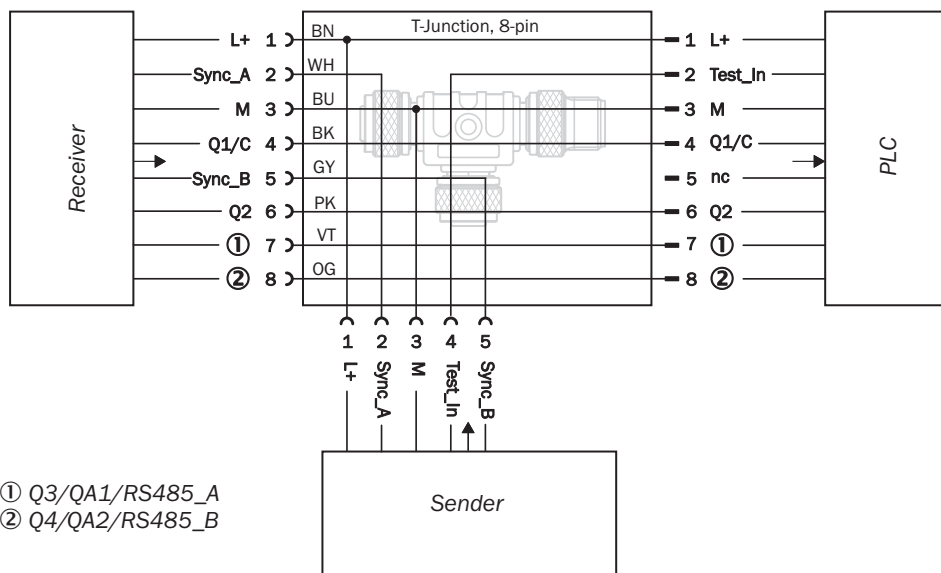 T-Junction, 8-pin
L+ 1 BN 1 L+
Sync_A 2 WH 2 Test_In
M 3 BU 3 M
Q1/C 4 BK 4 Q1/C
Sync_B 5 GY 5 nc
Q2 6 PK 6 Q2
① 7 VT 7 ①
② 8 OG 8 ②
Receiver
PLC
1 2 3 4 5
L+ Sync_A M Test_In Sync_B
Sender
① Q3/QA1/RS485_A
② Q4/QA2/RS485_B